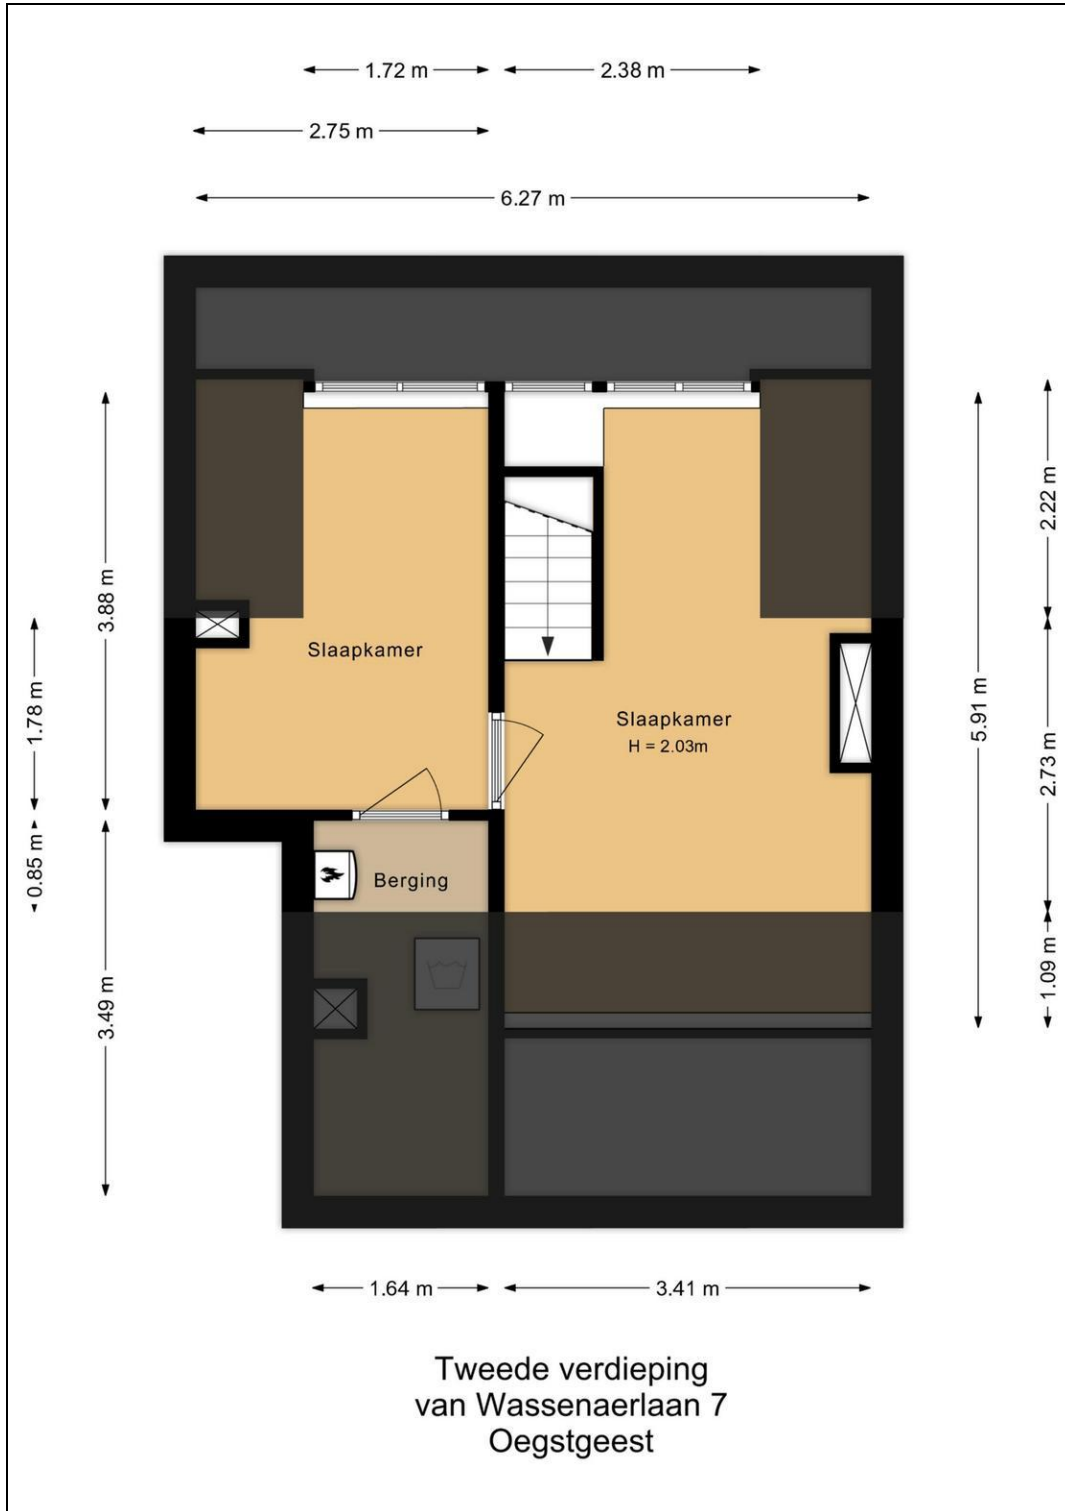 1.72 m
2.38 m
2.75 m
6.27 m
3.88 m
2.22 m
1.78 m
Slaapkamer
5.91 m
Slaapkamer
H = 2.03m
2.73 m
0.85 m
Berging
1.09 m
3.49 m
1.64 m
3.41 m
Tweede verdieping
van Wassenaerlaan 7
Oegstgeest